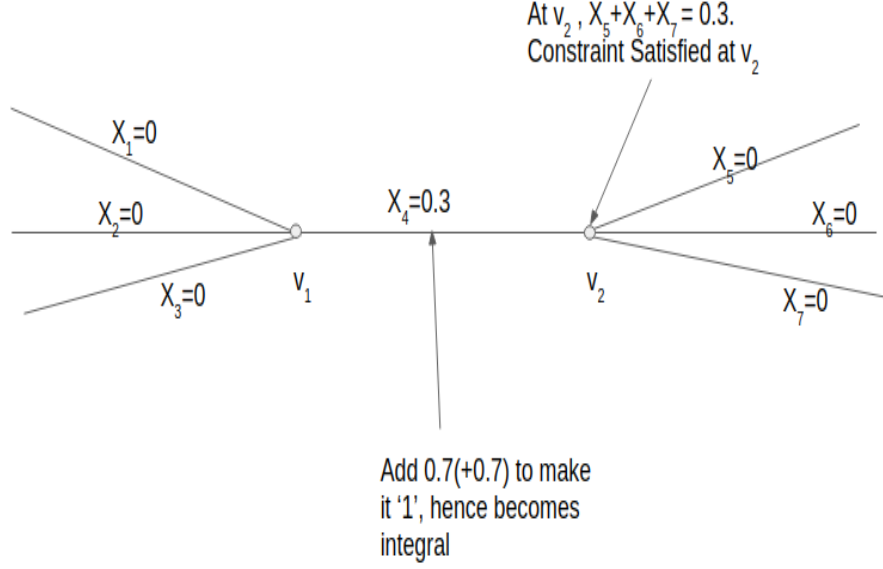 At v₂ , X₅+X₆+X₇ = 0.3.
Constraint Satisfied at v₂
X₁=0
X₅=0
X₄=0.3
X₂=0
X₆=0
X₃=0
v₁
v₂
X₇=0
Add 0.7(+0.7) to make
it ‘1’, hence becomes
integral